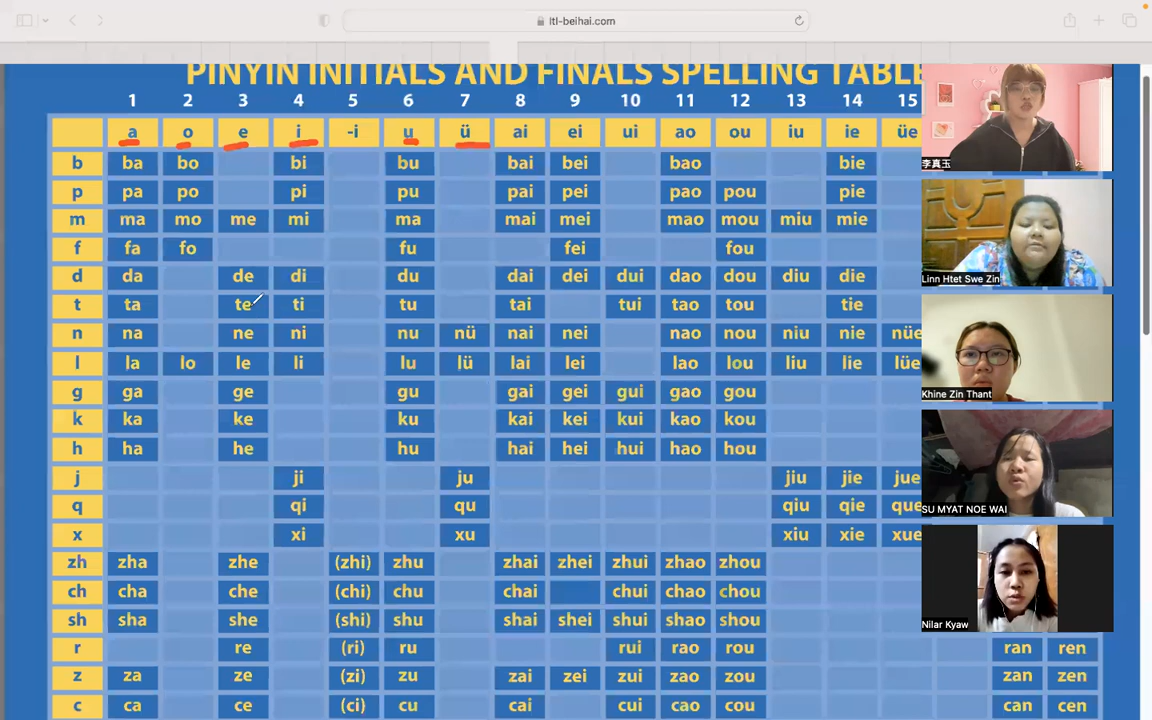 ltl-beihai.com
PINYIN INITIALS AND FINALS SPELLING TABLE
1 2 3 4 5 6 7 8 9 10 11 12 13 14 15
a o e i -i u ü ai ei ui ao ou iu ie üe
b ba bo bi bu bai bei bao bie
p pa po pi pu pai pei pao pou pie
m ma mo me mi mu mai mei mao mou miu mie
f fa fo fu fei fou
d da de di du dai dei dui dao dou diu die
t ta te ti tu tai tui tao tou tie
n na ne ni nu nü nai nei nao nou niu nie nüe
l la lo le li lu lü lai lei lao lou liu lie lüe
g ga ge gu gai gei gui gao gou
k ka ke ku kai kei kui kao kou
h ha he hu hai hei hui hao hou
j ji ju jiu jie jue
q qi qu qiu qie que
x xi xu xiu xie xue
zh zha zhe (zhi) zhu zhai zhei zhui zhao zhou
ch cha che (chi) chu chai chui chao chou
sh sha she (shi) shu shai shei shui shao shou
r re (ri) ru rui rao rou ran ren
z za ze (zi) zu zai zei zui zao zou zan zen
c ca ce (ci) cu cai cui cao cou can cen
李真玉
Linn Htet Swe Zin
Khine Zin Thant
SU MYAT NOE WAI
Nilar Kyaw